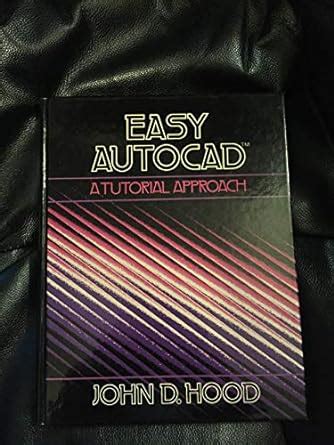 EASY
AUTOCAD™
A TUTORIAL APPROACH
JOHN D. HOOD